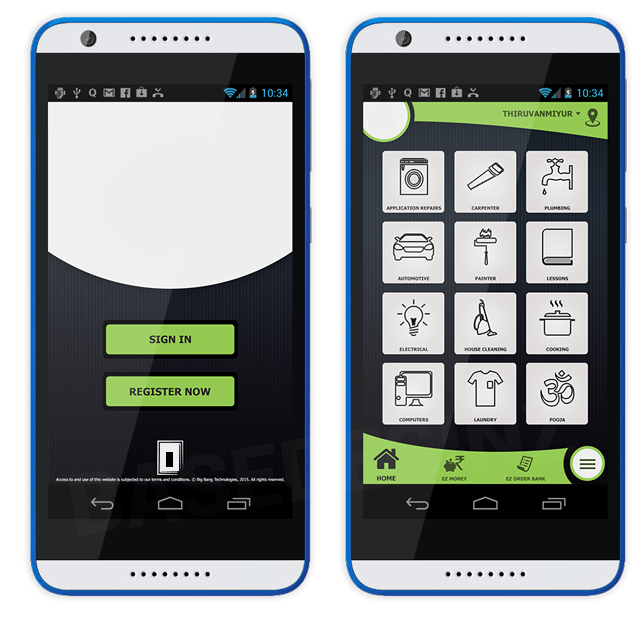 10:34
SIGN IN
REGISTER NOW
Access to and use of this website is subjected to our terms and conditions. © Big Bang Technologies, 2015. All rights reserved.
10:34
THIRUVANMIYUR
APPLICATION REPAIRS
CARPENTER
PLUMBING
AUTOMOTIVE
PAINTER
LESSONS
ELECTRICAL
HOUSE CLEANING
COOKING
COMPUTERS
LAUNDRY
POOJA
HOME
EZ MONEY
EZ ORDER BANK